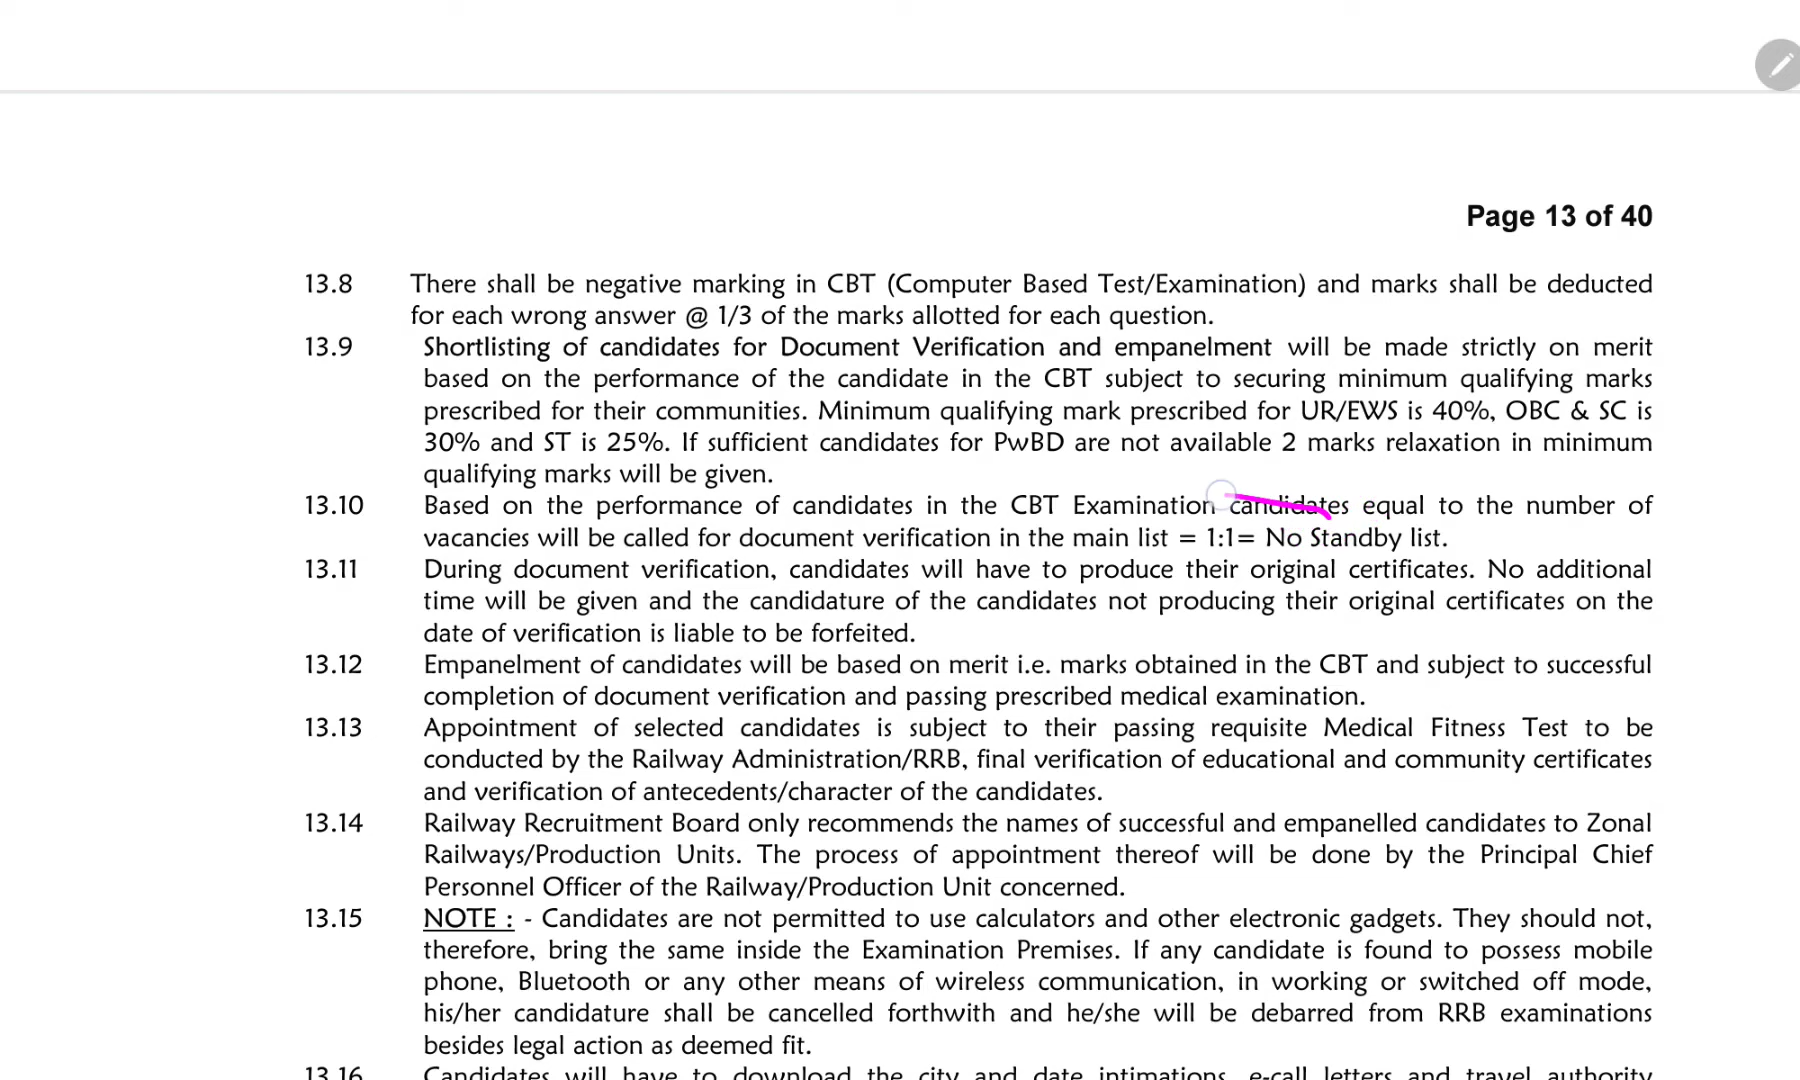 Page 13 of 40
13.8 There shall be negative marking in CBT (Computer Based Test/Examination) and marks shall be deducted
for each wrong answer @ 1/3 of the marks allotted for each question.
13.9 Shortlisting of candidates for Document Verification and empanelment will be made strictly on merit
based on the performance of the candidate in the CBT subject to securing minimum qualifying marks
prescribed for their communities. Minimum qualifying mark prescribed for UR/EWS is 40%, OBC & SC is
30% and ST is 25%. If sufficient candidates for PwBD are not available 2 marks relaxation in minimum
qualifying marks will be given.
13.10 Based on the performance of candidates in the CBT Examination candidates equal to the number of
vacancies will be called for document verification in the main list = 1:1= No Standby list.
13.11 During document verification, candidates will have to produce their original certificates. No additional
time will be given and the candidature of the candidates not producing their original certificates on the
date of verification is liable to be forfeited.
13.12 Empanelment of candidates will be based on merit i.e. marks obtained in the CBT and subject to successful
completion of document verification and passing prescribed medical examination.
13.13 Appointment of selected candidates is subject to their passing requisite Medical Fitness Test to be
conducted by the Railway Administration/RRB, final verification of educational and community certificates
and verification of antecedents/character of the candidates.
13.14 Railway Recruitment Board only recommends the names of successful and empanelled candidates to Zonal
Railways/Production Units. The process of appointment thereof will be done by the Principal Chief
Personnel Officer of the Railway/Production Unit concerned.
13.15 NOTE : - Candidates are not permitted to use calculators and other electronic gadgets. They should not,
therefore, bring the same inside the Examination Premises. If any candidate is found to possess mobile
phone, Bluetooth or any other means of wireless communication, in working or switched off mode,
his/her candidature shall be cancelled forthwith and he/she will be debarred from RRB examinations
besides legal action as deemed fit.
13.16 Candidates will have to download the city and date intimations, e-call letters and travel authority